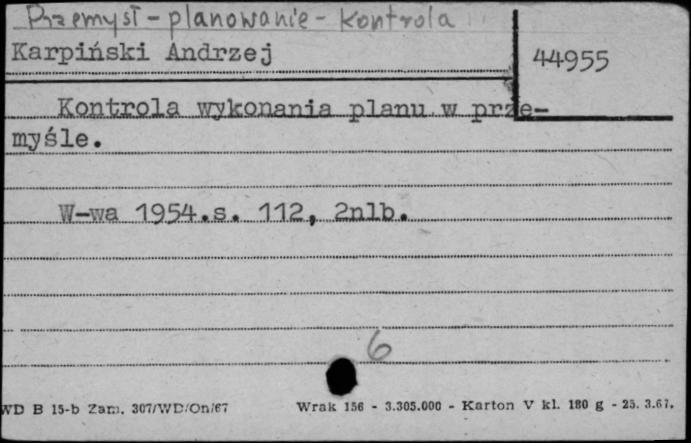 Przemysł - planowanie - kontrola
Karpiński Andrzej
44955
Kontrola wykonania planu w prze-
myśle.
W-wa 1954.s. 112, 2nlb.
6
WD B 15-b Zam. 307/WD/On/67
Wrak 156 - 3.305.000 - Karton V kl. 180 g - 25. 3.67.